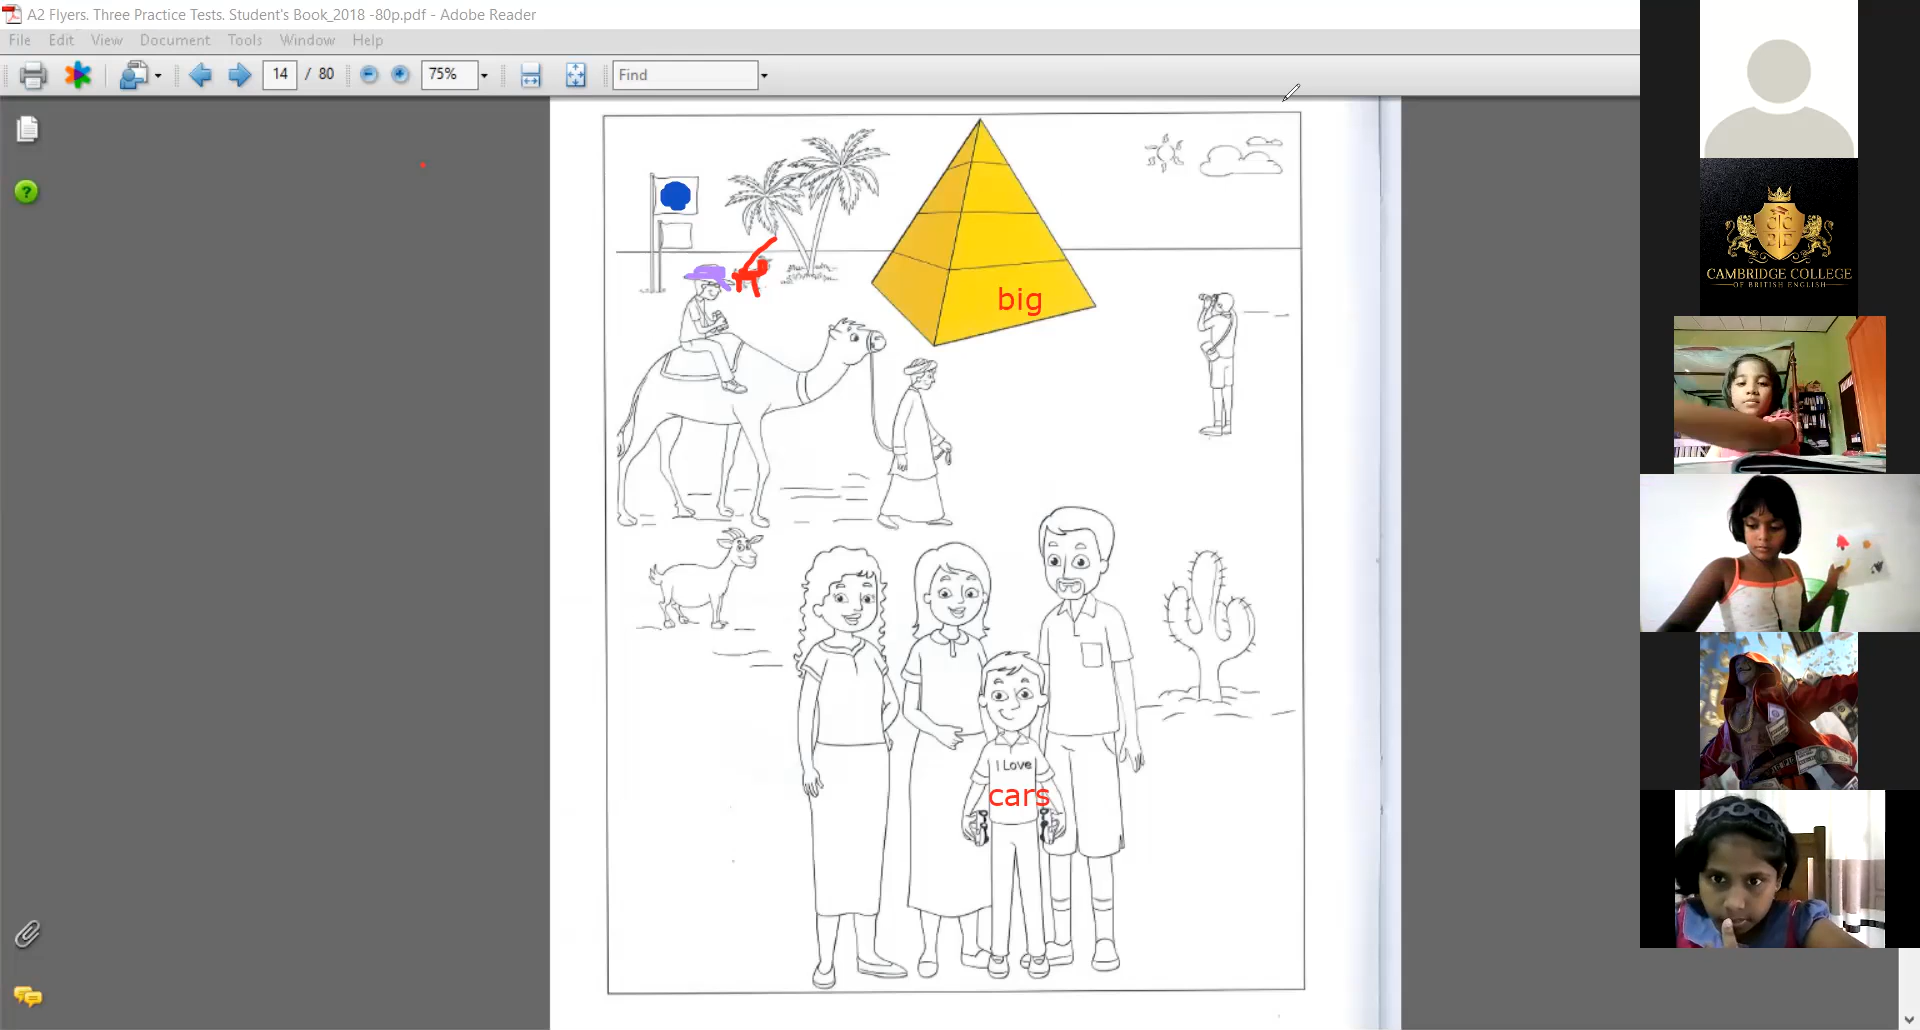 A2 Flyers. Three Practice Tests. Student's Book_2018 -80p.pdf - Adobe Reader
File Edit View Document Tools Window Help
14 / 80 75% Find
big
I Love
cars
CAMBRIDGE COLLEGE
OF BRITISH ENGLISH